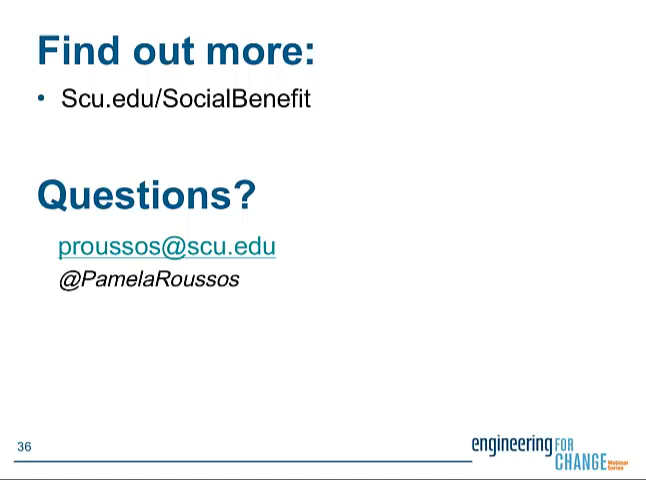 Find out more:
• Scu.edu/SocialBenefit
Questions?
proussos@scu.edu
@PamelaRoussos
36
engineering FOR
CHANGE Webinar
Series